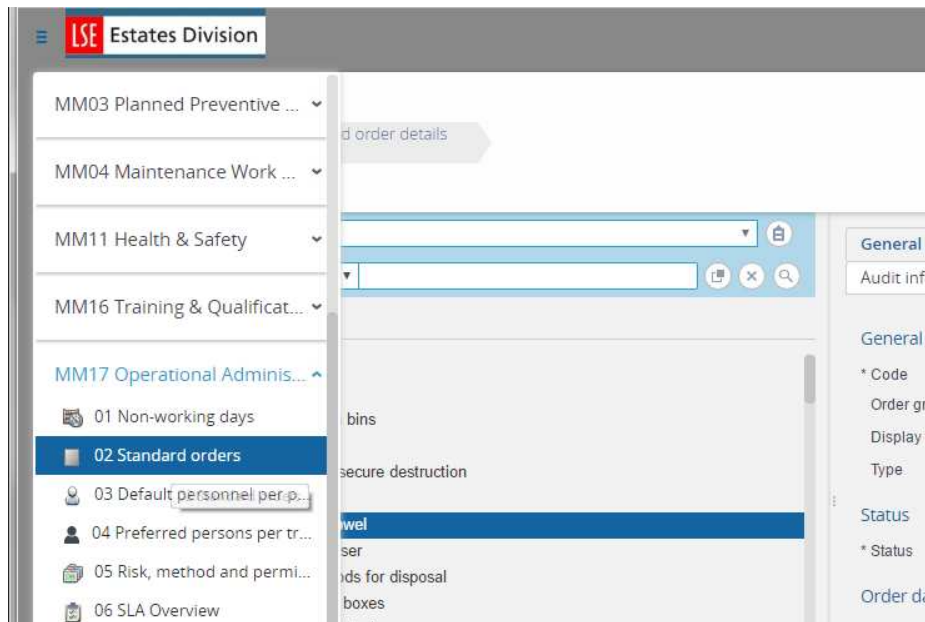 LSE Estates Division
MM03 Planned Preventive ...
d order details
MM04 Maintenance Work ...
MM11 Health & Safety
MM16 Training & Qualificat...
MM17 Operational Adminis...
01 Non-working days
02 Standard orders
03 Default personnel per p...
04 Preferred persons per tr...
05 Risk, method and permi...
06 SLA Overview
bins
secure destruction
wel
ser
ods for disposal
boxes
General
Audit inf
General
* Code
Order gr
Display
Type
Status
* Status
Order da